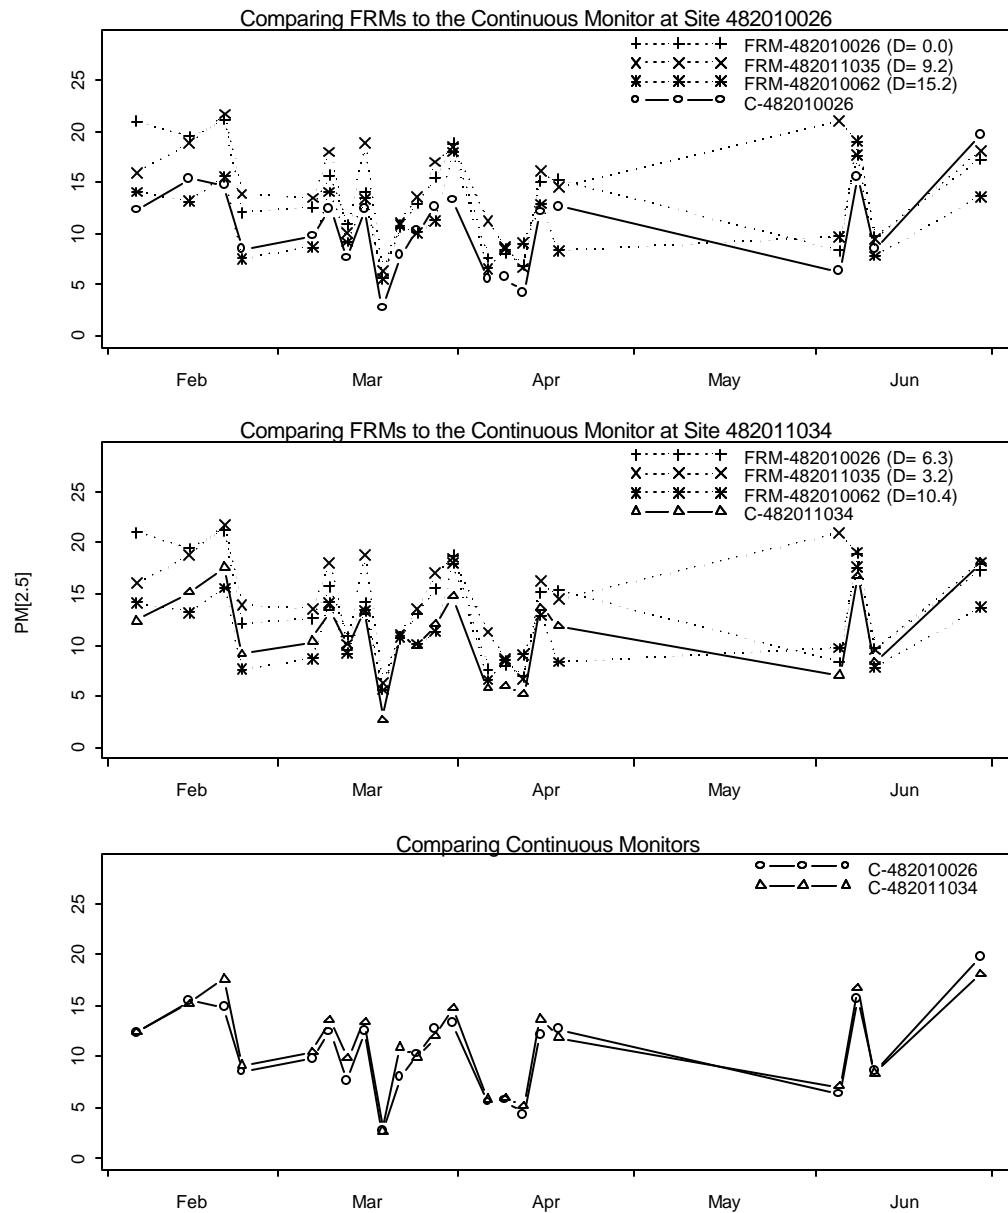 Comparing FRMs to the Continuous Monitor at Site 482010026
FRM-482010026 (D= 0.0)
FRM-482011035 (D= 9.2)
FRM-482010062 (D=15.2)
C-482010026
25
20
15
10
5
0
Feb Mar Apr May Jun
Comparing FRMs to the Continuous Monitor at Site 482011034
FRM-482010026 (D= 6.3)
FRM-482011035 (D= 3.2)
FRM-482010062 (D=10.4)
C-482011034
PM[2.5]
25
20
15
10
5
0
Feb Mar Apr May Jun
Comparing Continuous Monitors
C-482010026
C-482011034
25
20
15
10
5
0
Feb Mar Apr May Jun